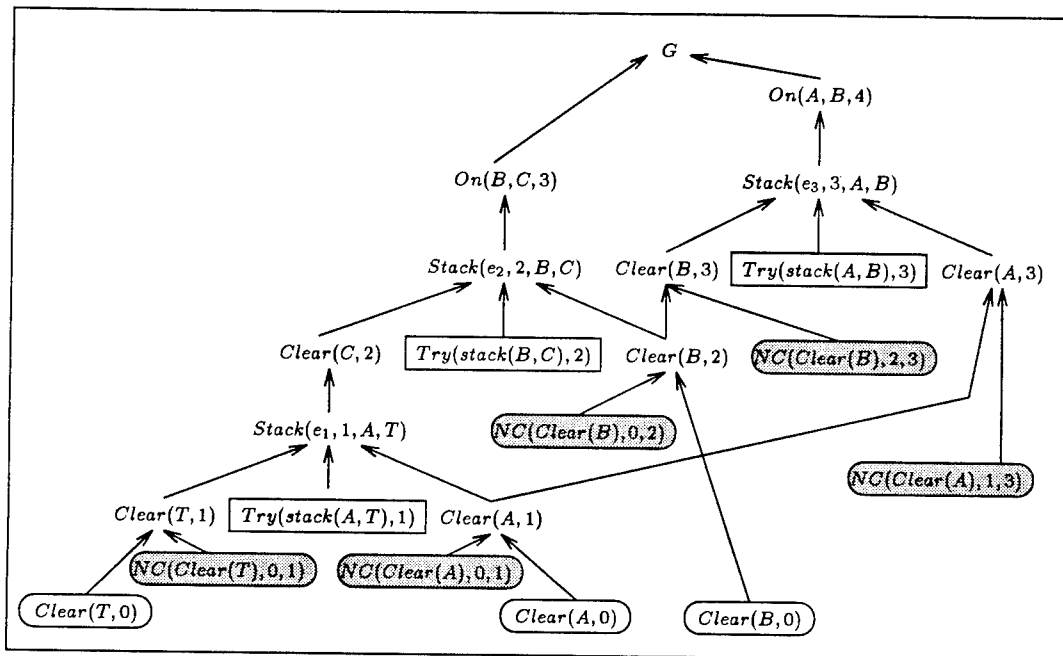 G
On(A, B, 4)
On(B, C, 3)
Stack(e₃, 3, A, B)
Stack(e₂, 2, B, C)
Clear(B, 3)
Try(stack(A, B), 3)
Clear(A, 3)
Clear(C, 2)
Try(stack(B, C), 2)
Clear(B, 2)
NC(Clear(B), 2, 3)
Stack(e₁, 1, A, T)
NC(Clear(B), 0, 2)
NC(Clear(A), 1, 3)
Clear(T, 1)
Try(stack(A, T), 1)
Clear(A, 1)
NC(Clear(T), 0, 1)
NC(Clear(A), 0, 1)
Clear(T, 0)
Clear(A, 0)
Clear(B, 0)